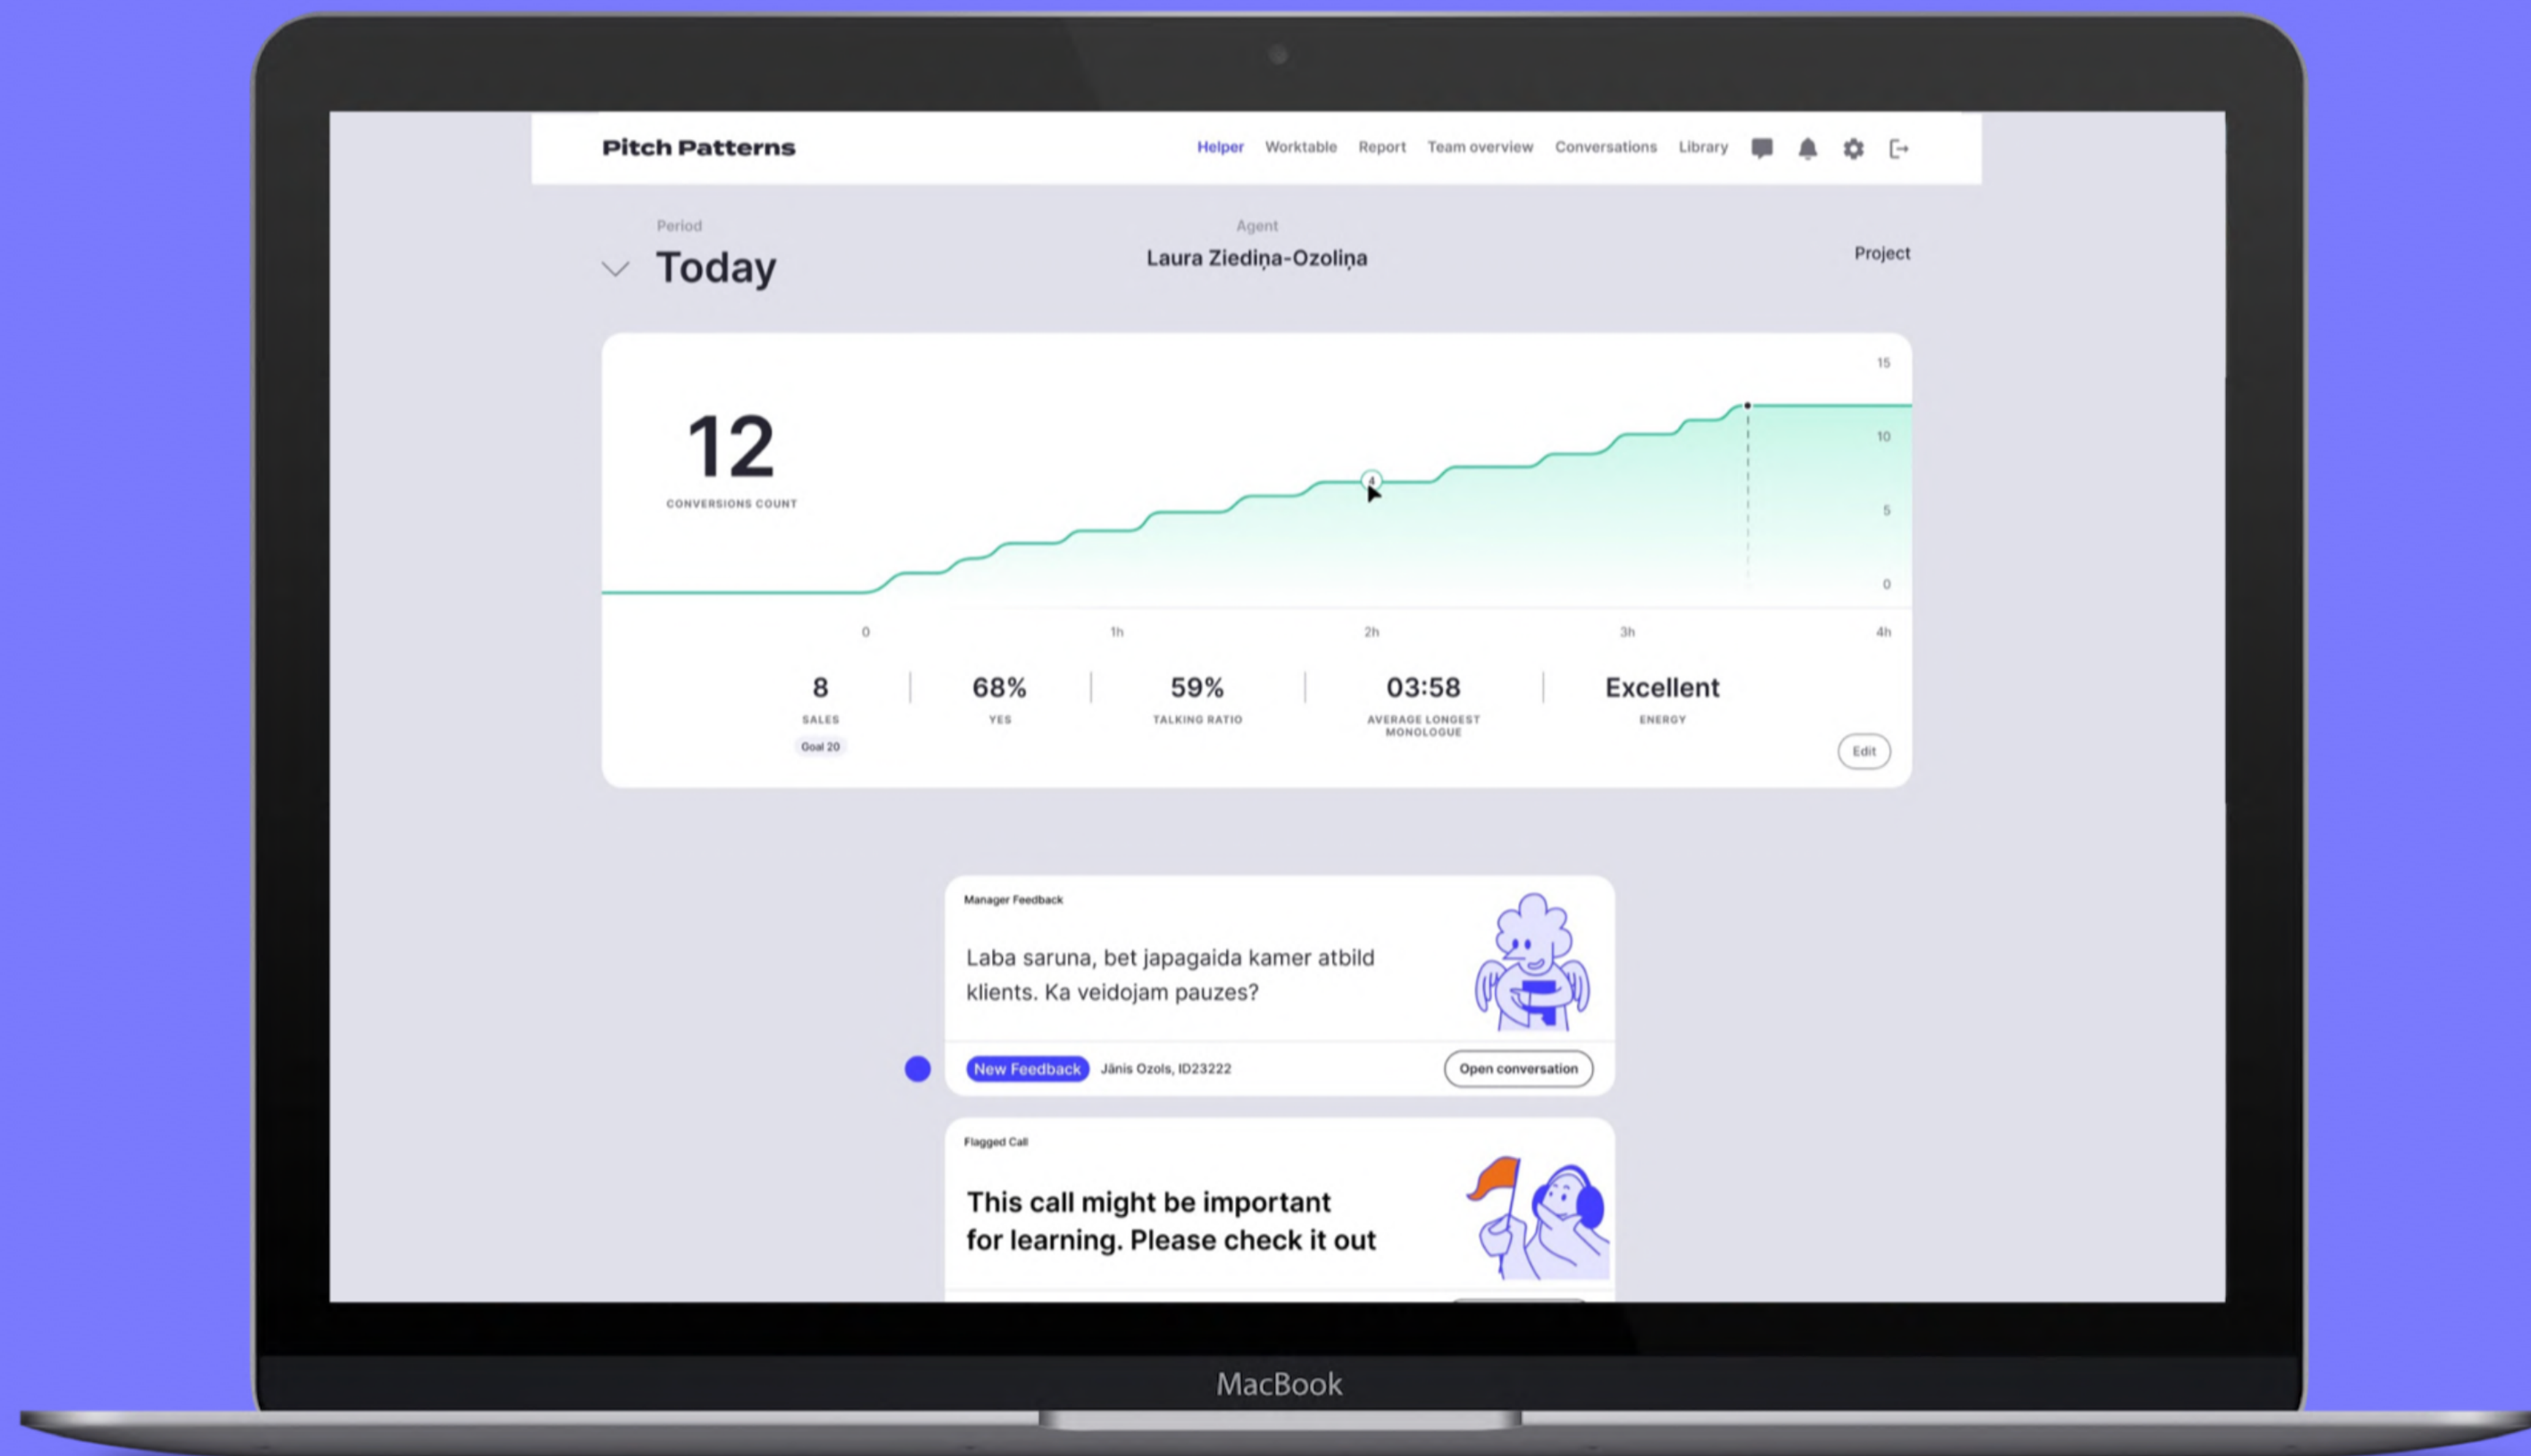 Pitch Patterns
Helper Worktable Report Team overview Conversations Library
Period
Today
Agent
Laura Ziediņa-Ozoliņa
Project
12
CONVERSIONS COUNT
15
10
5
0
4
0 1h 2h 3h 4h
8
SALES
Goal 20
68%
YES
59%
TALKING RATIO
03:58
AVERAGE LONGEST
MONOLOGUE
Excellent
ENERGY
Edit
Manager Feedback
Laba saruna, bet japagaida kamer atbild
klients. Ka veidojam pauzes?
New Feedback Jānis Ozols, ID23222 Open conversation
Flagged Call
This call might be important
for learning. Please check it out
MacBook